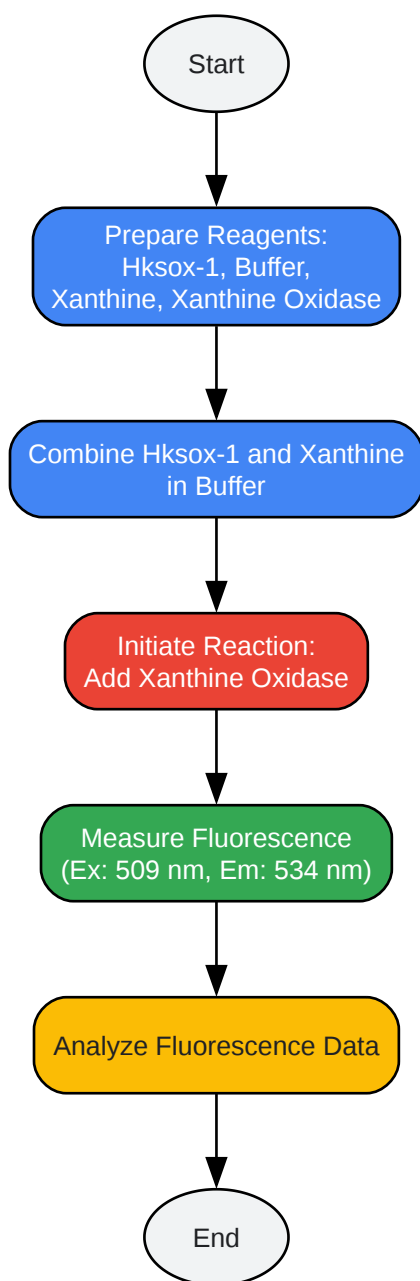 Start
Prepare Reagents:
Hksox-1, Buffer,
Xanthine, Xanthine Oxidase
Combine Hksox-1 and Xanthine
in Buffer
Initiate Reaction:
Add Xanthine Oxidase
Measure Fluorescence
(Ex: 509 nm, Em: 534 nm)
Analyze Fluorescence Data
End